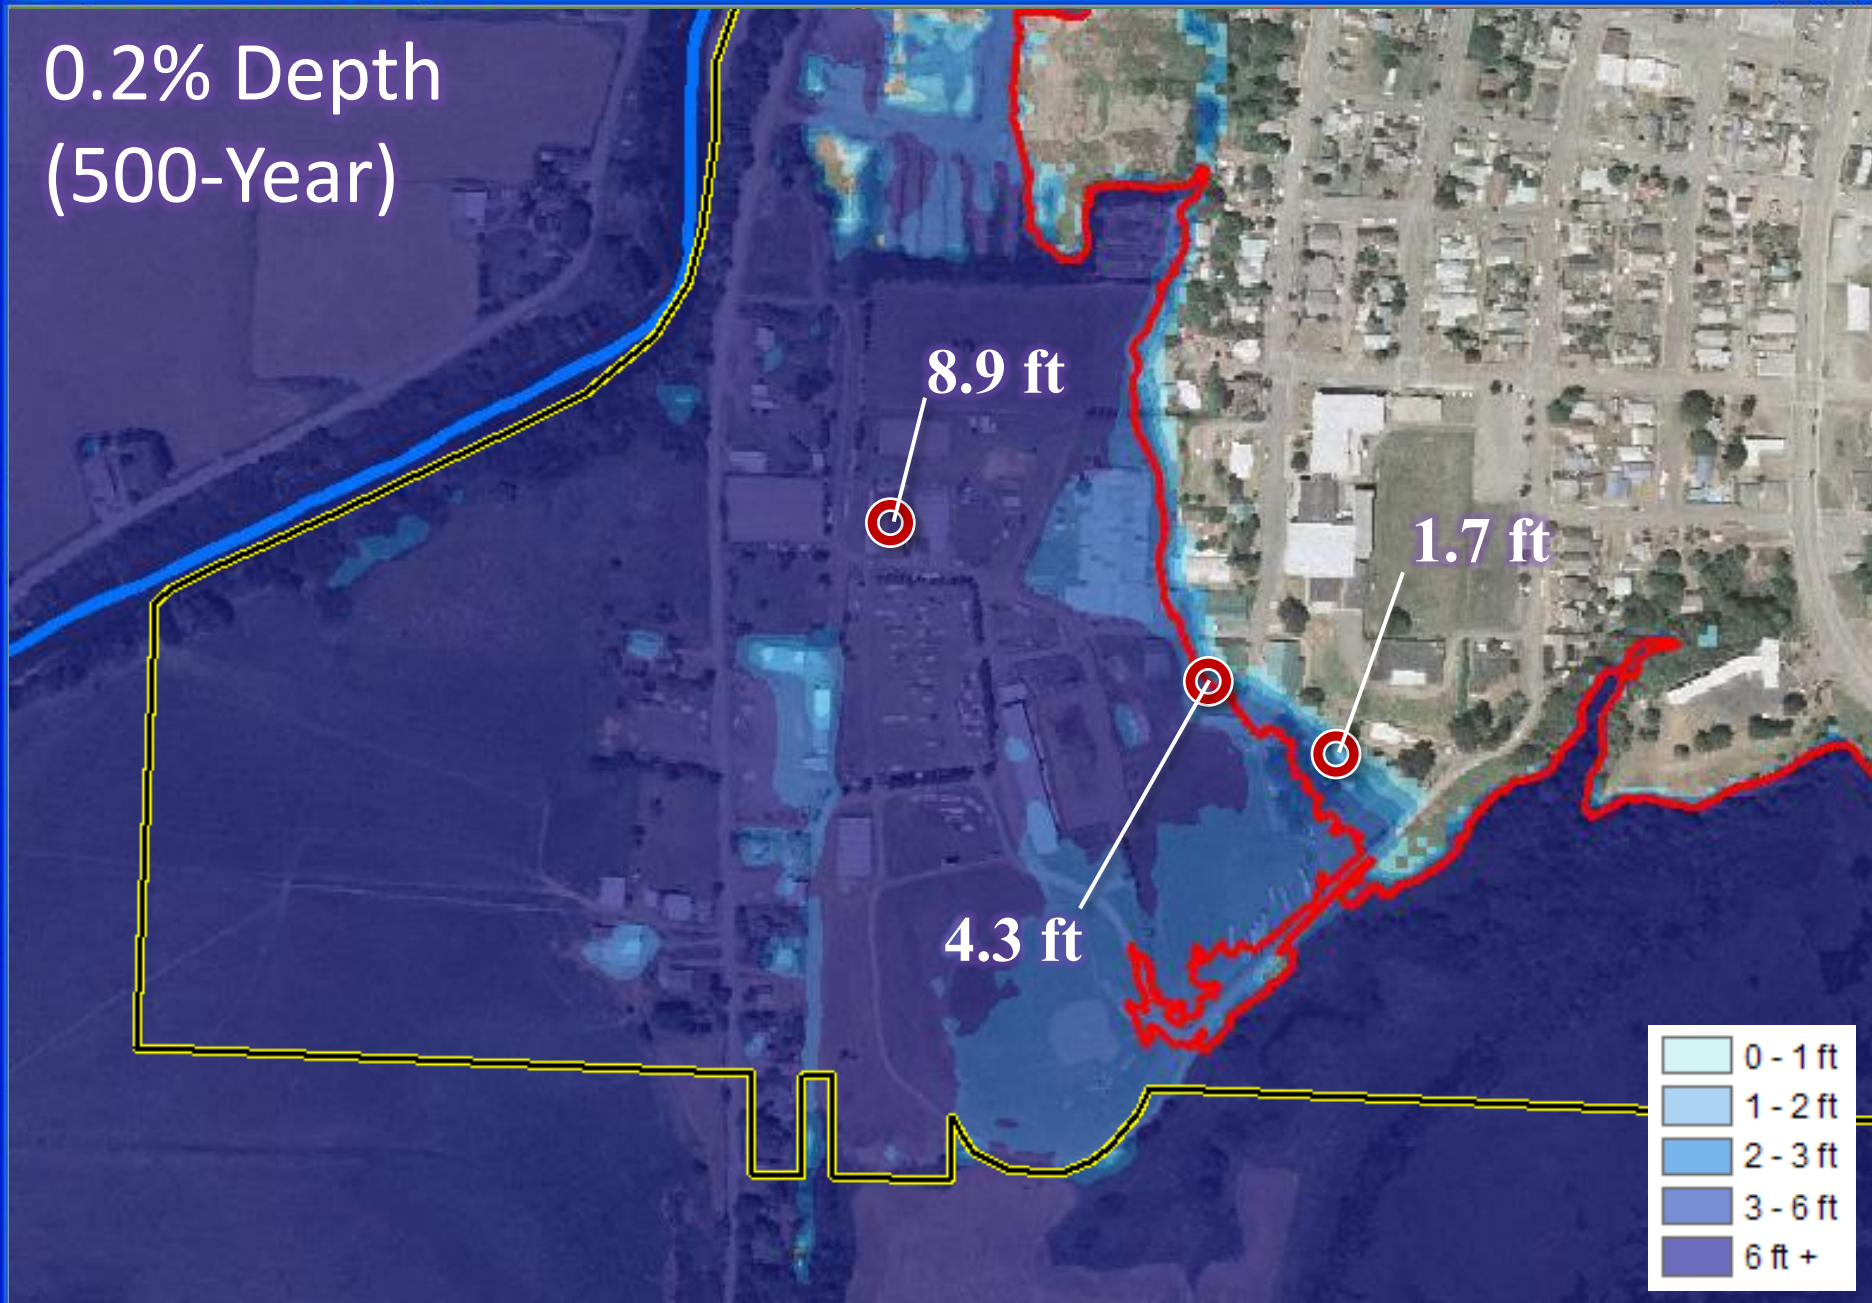 0.2% Depth
(500-Year)
8.9 ft
1.7 ft
4.3 ft
0 - 1 ft
1 - 2 ft
2 - 3 ft
3 - 6 ft
6 ft +